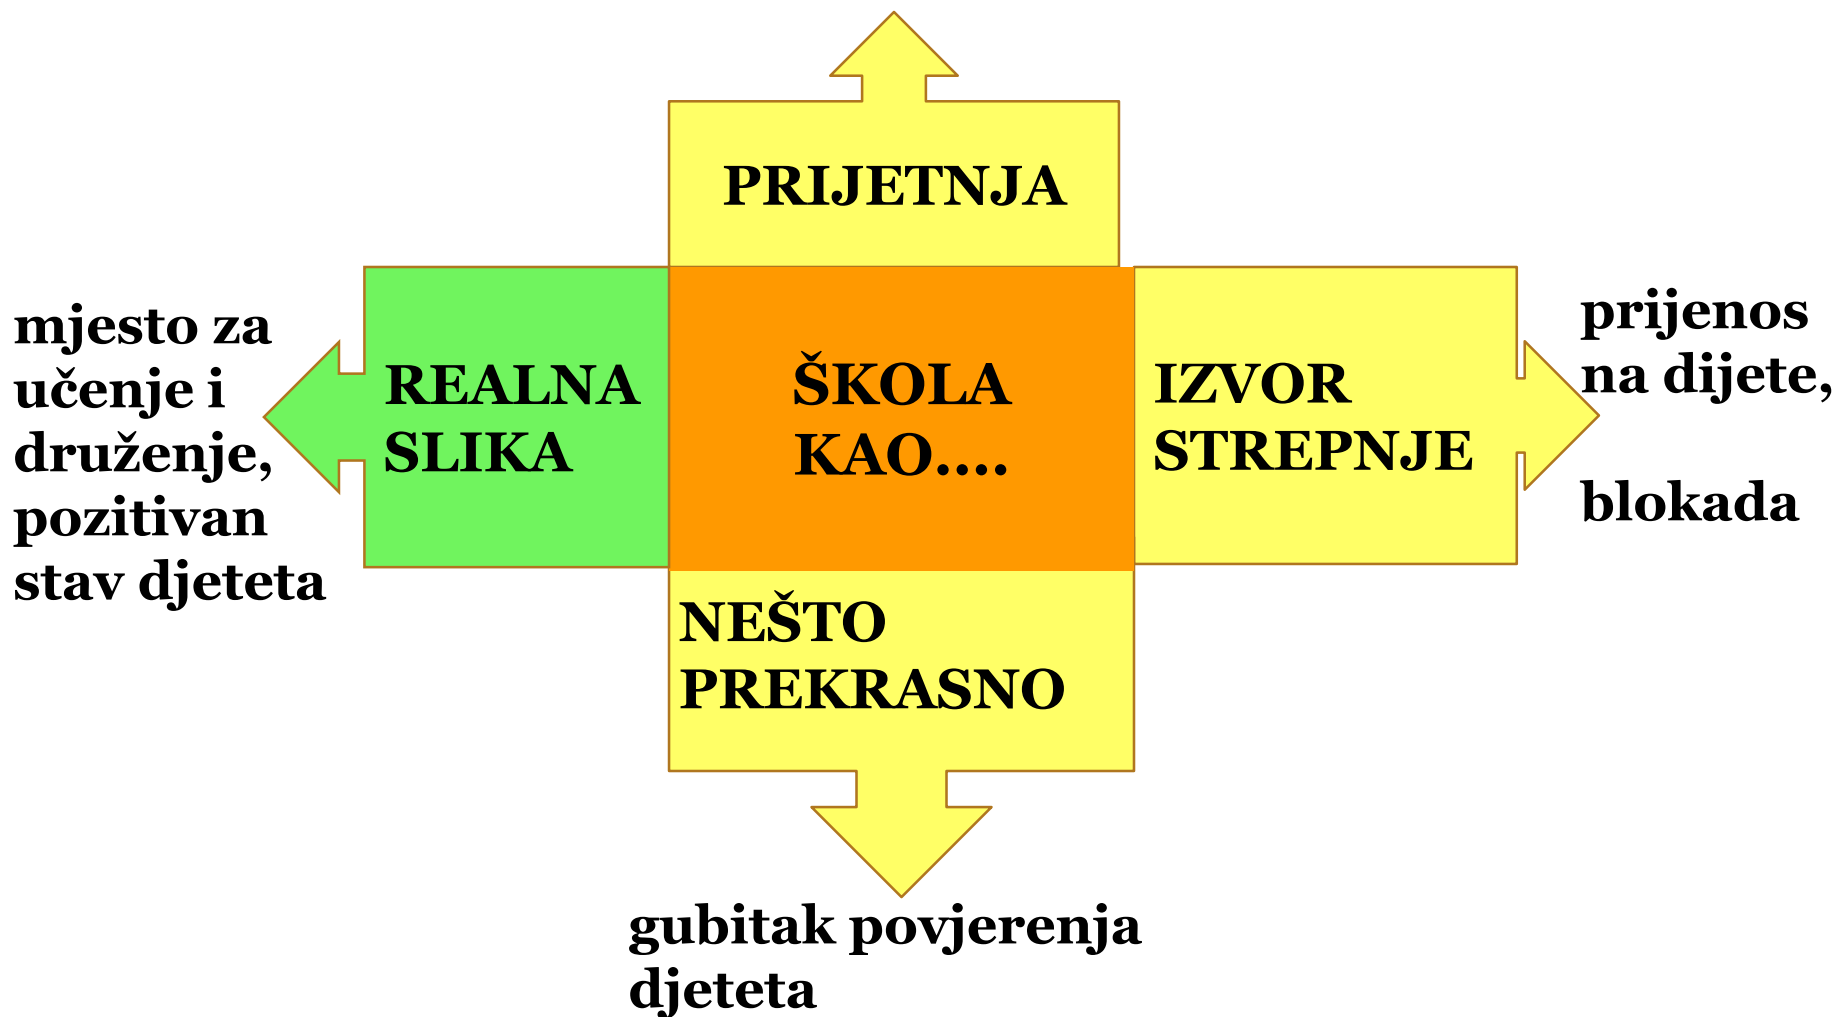 PRIJETNJA
mjesto za
učenje i
druženje,
pozitivan
stav djeteta
REALNA
SLIKA
ŠKOLA
KAO....
IZVOR
STREPNJE
prijenos
na dijete,
blokada
NEŠTO
PREKRASNO
gubitak povjerenja
djeteta